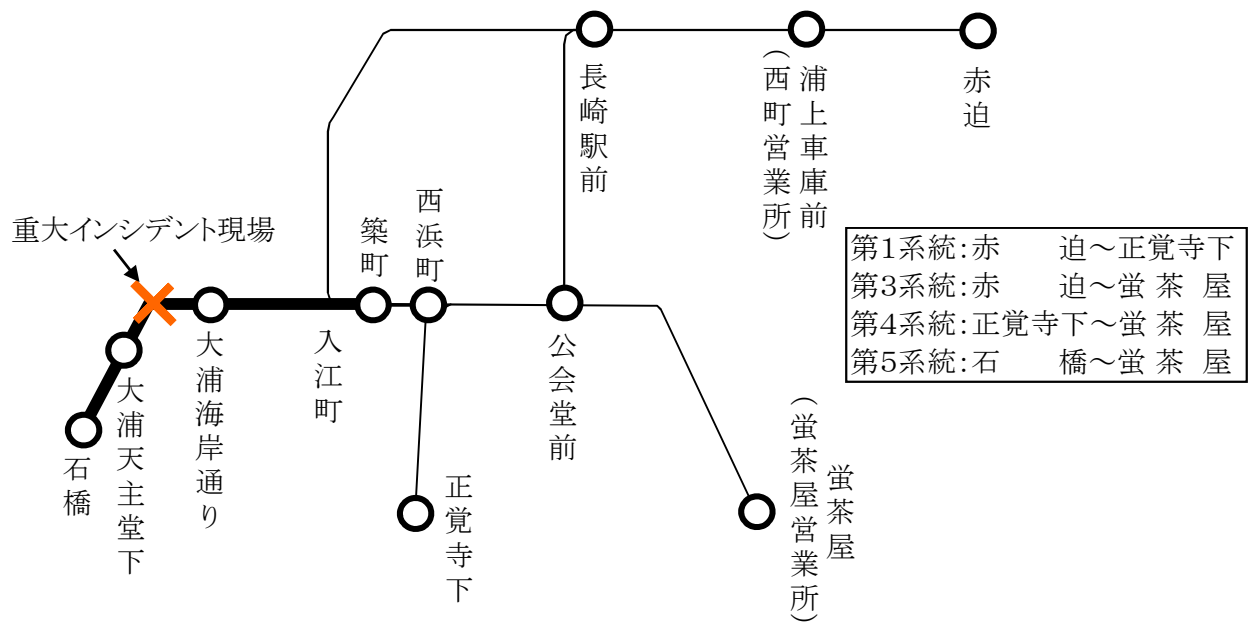 長崎駅前
浦上車庫前
(西町営業所)
赤迫
重大インシデント現場
築町
西浜町
第1系統:赤　　迫～正覚寺下
第3系統:赤　　迫～蛍 茶 屋
第4系統:正覚寺下～蛍 茶 屋
第5系統:石　　橋～蛍 茶 屋
石橋
大浦天主堂下
大浦海岸通り
入江町
正覚寺下
公会堂前
蛍茶屋
(蛍茶屋営業所)